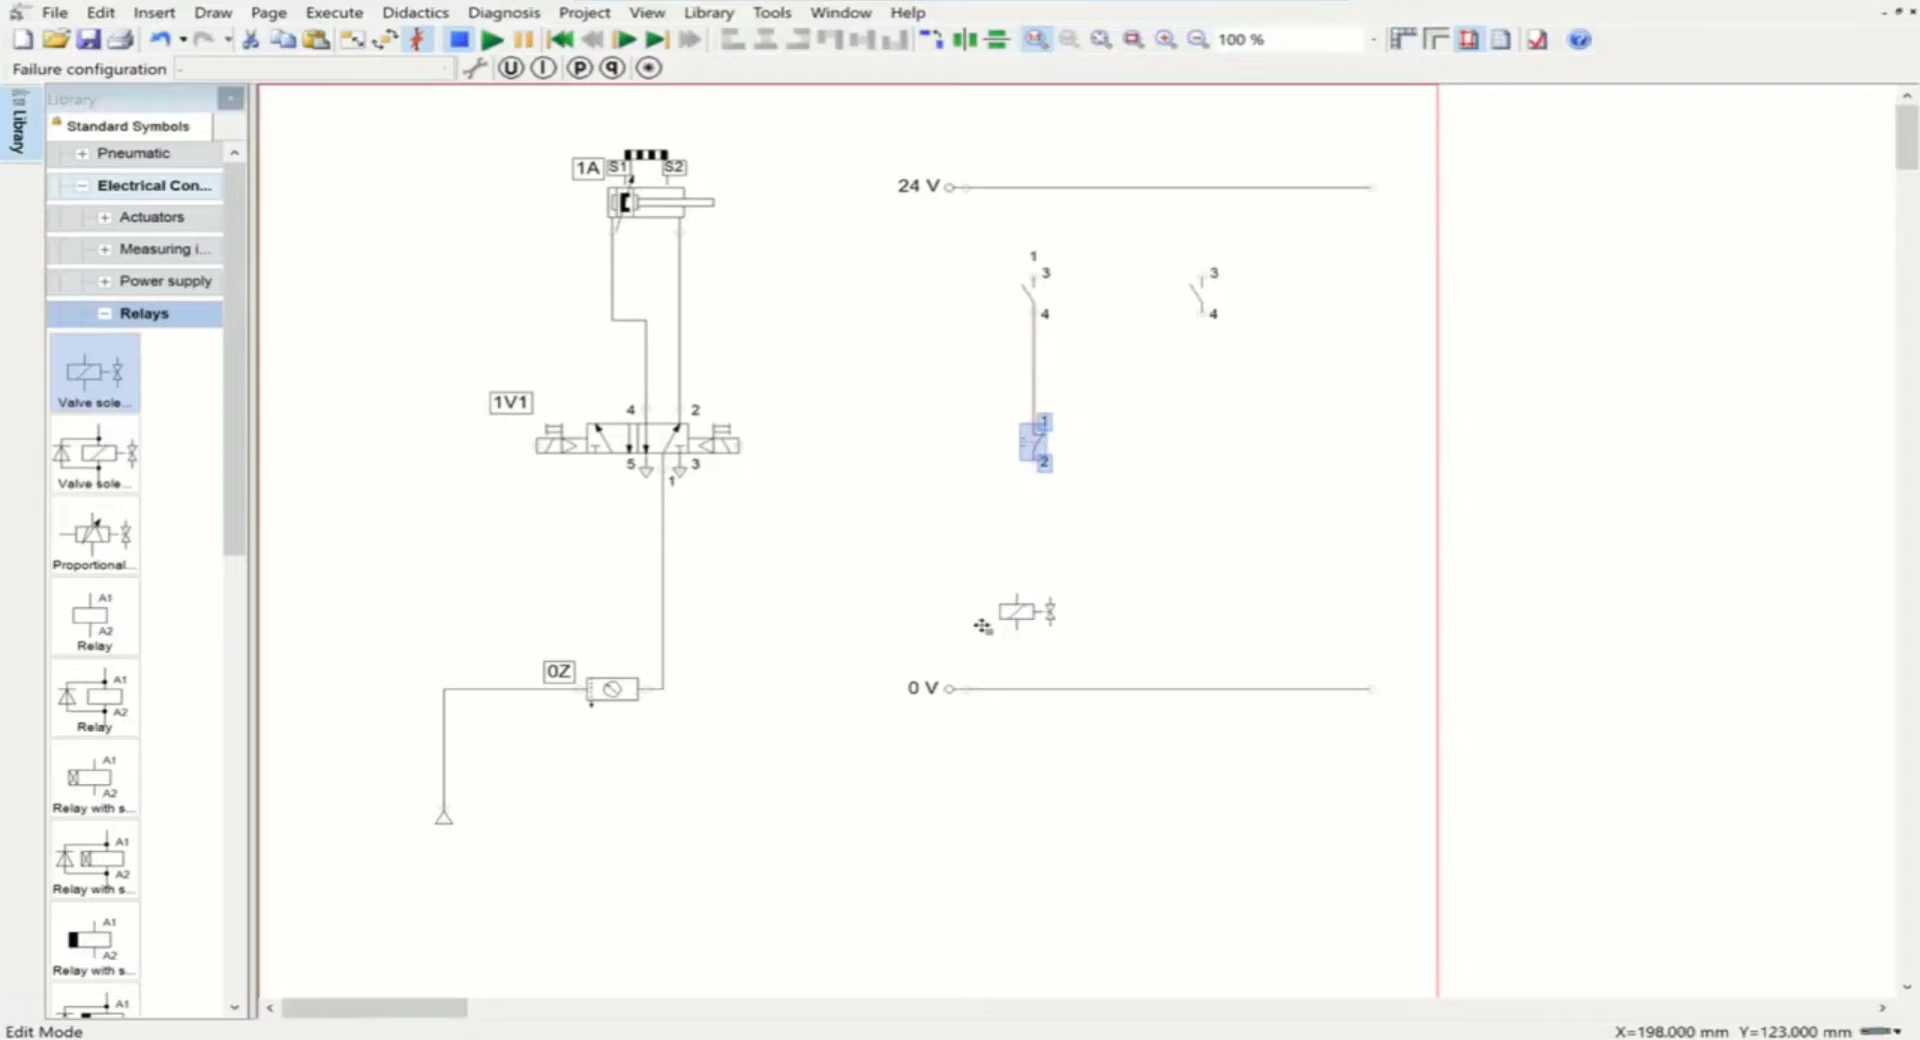 File Edit Insert Draw Page Execute Didactics Diagnosis Project View Library Tools Window Help
100 %
Failure configuration -
U I p q
Library
Library
Standard Symbols
Pneumatic
Electrical Con...
Actuators
Measuring i...
Power supply
Relays
Valve sole...
Valve sole...
Proportional...
A1
A2
Relay
A1
A2
Relay
A1
A2
Relay with s...
A1
A2
Relay with s...
A1
A2
Relay with s...
A1
1A S1 S2
1V1
4 2
5 3
1
0Z
24 V
1
3
4
3
4
1
2
0 V
Edit Mode
X=198.000 mm Y=123.000 mm